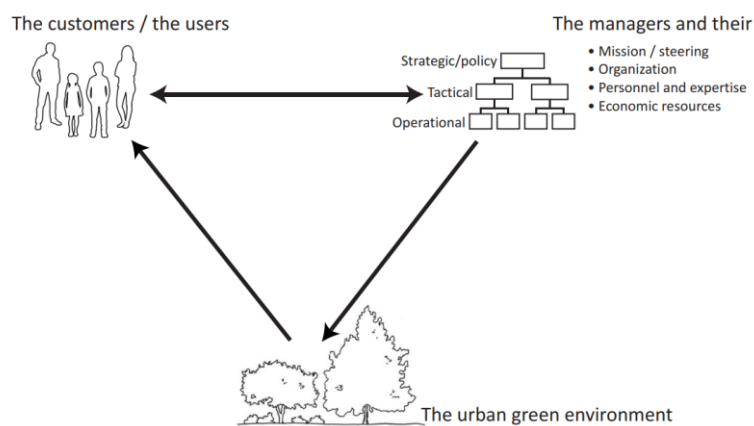 The customers / the users
The managers and their
• Mission / steering
• Organization
• Personnel and expertise
• Economic resources
Strategic/policy
Tactical
Operational
The urban green environment